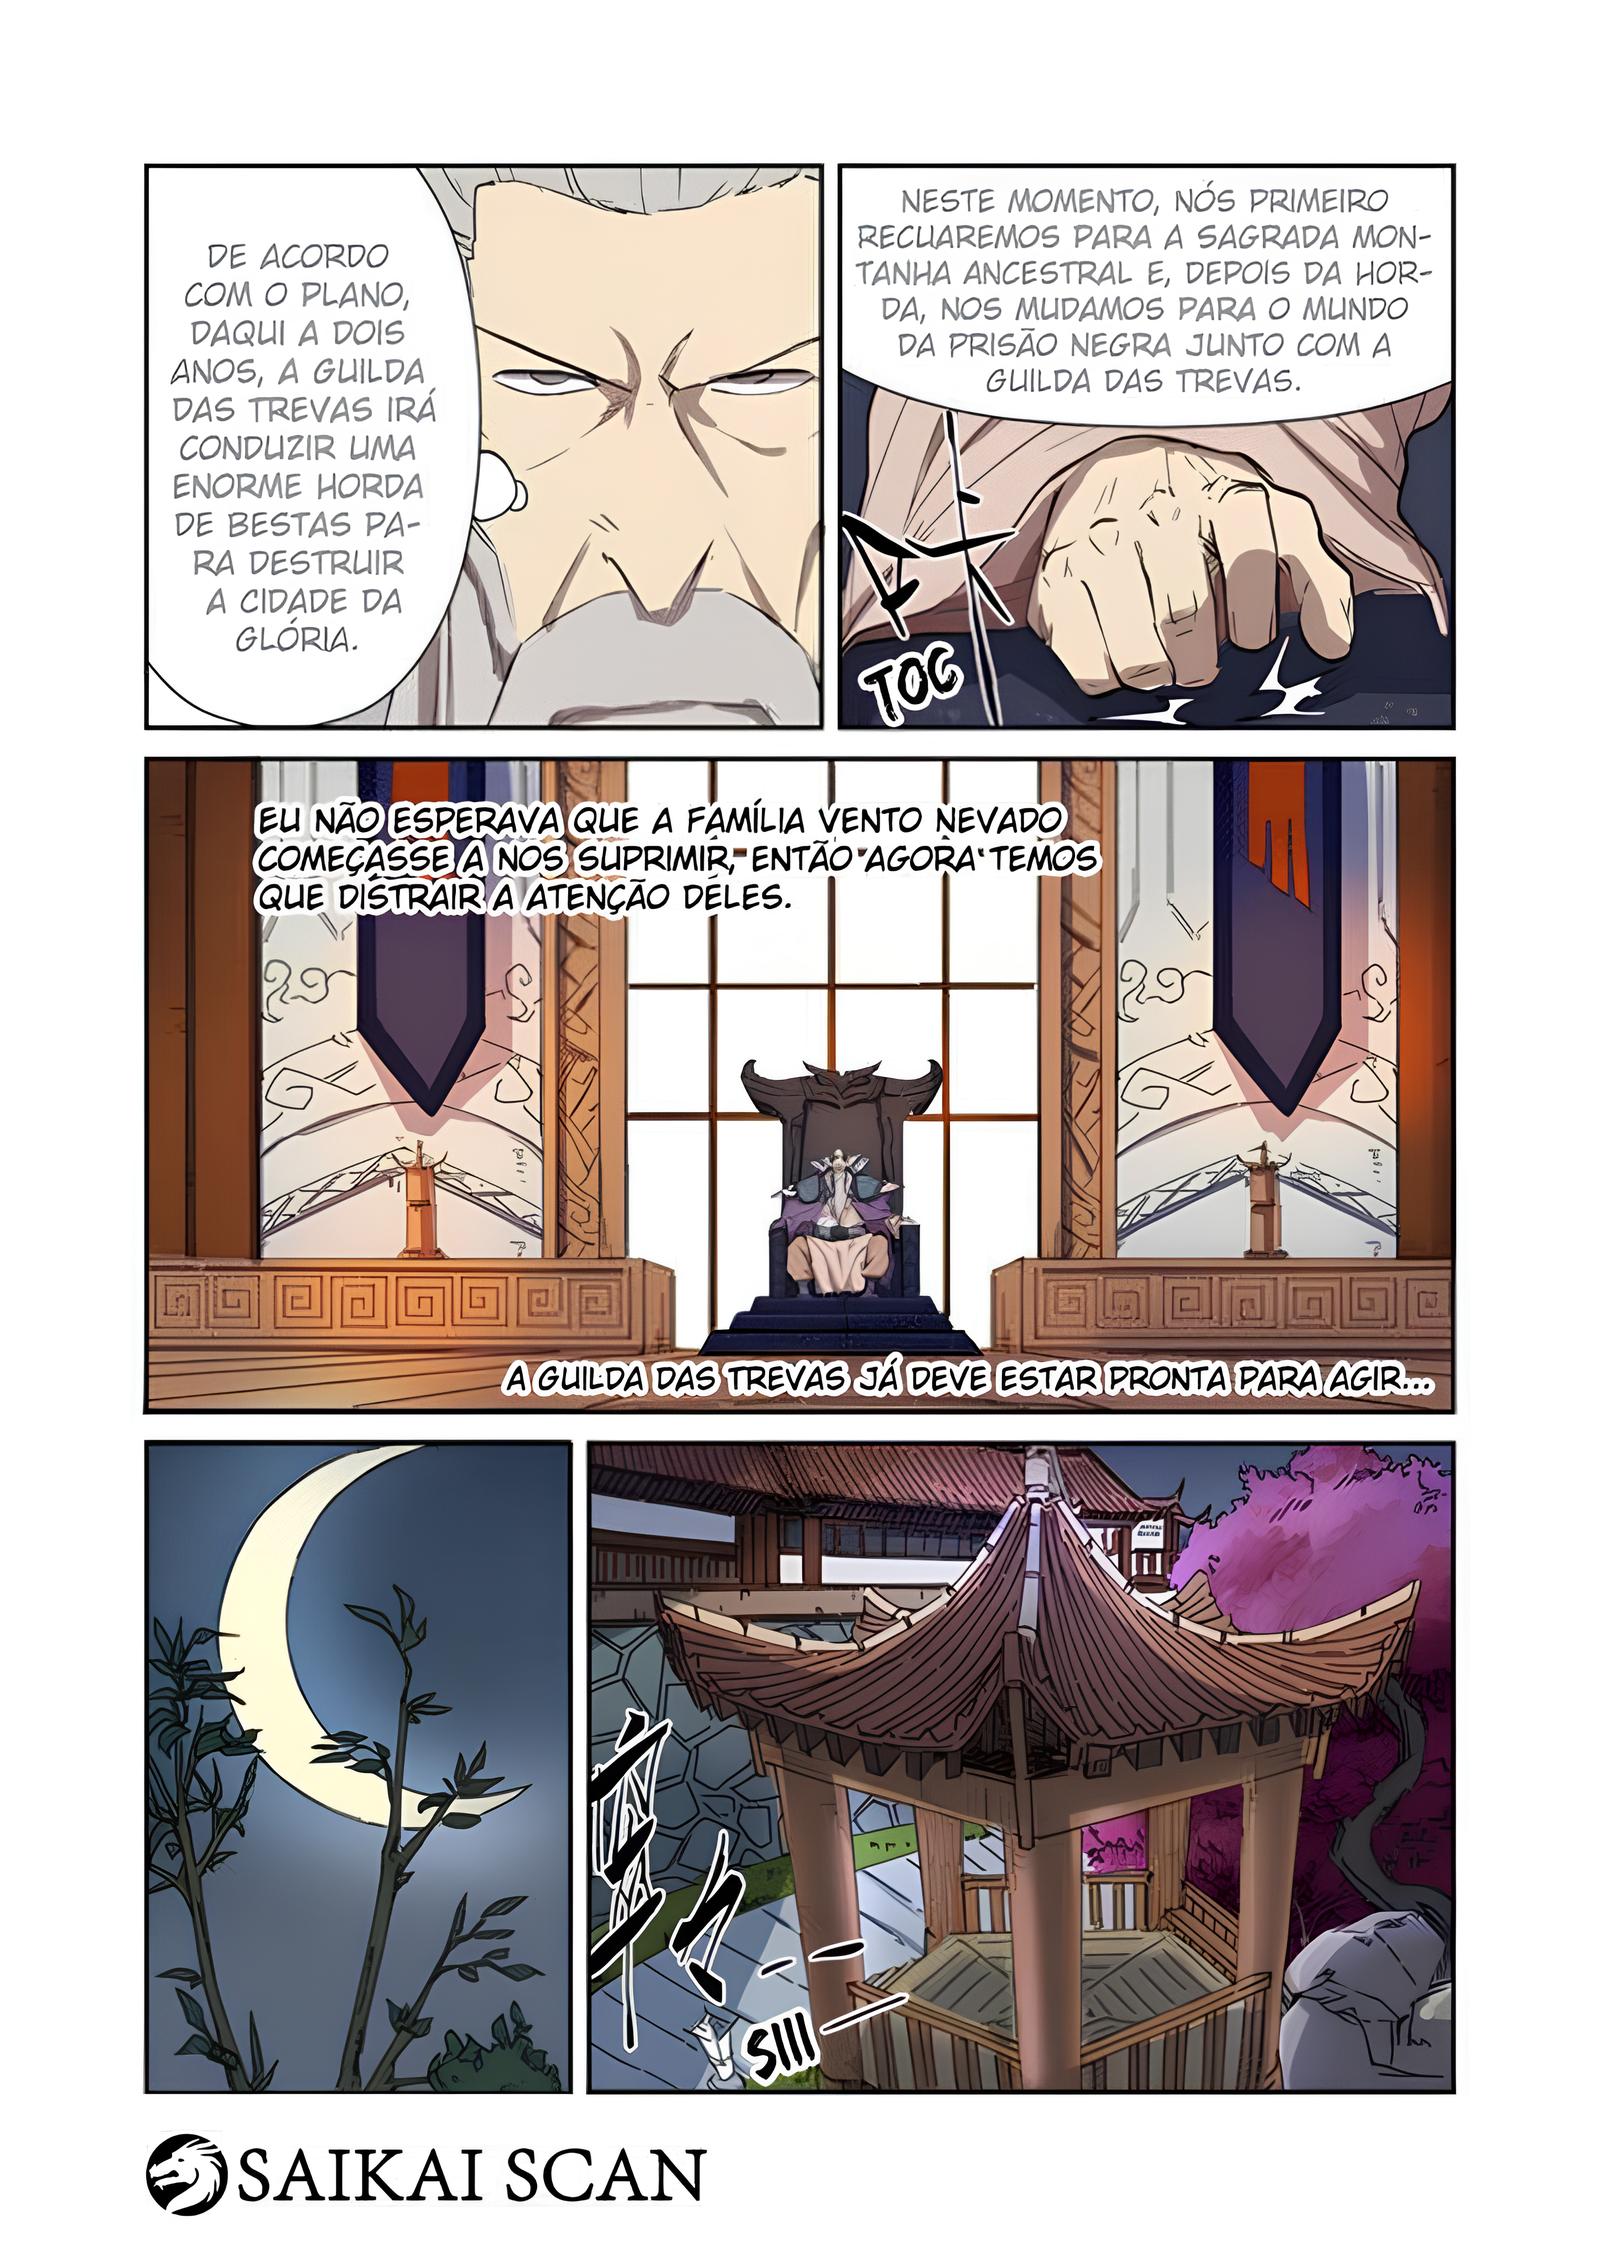 DE ACORDO
COM O PLANO,
DAQUI A DOIS
ANOS, A GUILDA
DAS TREVAS IRÁ
CONDUZIR UMA
ENORME HORDA
DE BESTAS PA-
RA DESTRUIR
A CIDADE DA
GLÓRIA.
NESTE MOMENTO, NÓS PRIMEIRO
RECUAREMOS PARA A SAGRADA MON-
TANHA ANCESTRAL E, DEPOIS DA HOR-
DA, NOS MUDAMOS PARA O MUNDO
DA PRISÃO NEGRA JUNTO COM A
GUILDA DAS TREVAS.
TOC
EU NÃO ESPERAVA QUE A FAMÍLIA VENTO NEVADO
COMEÇASSE A NOS SUPRIMIR, ENTÃO AGORA TEMOS
QUE DISTRAIR A ATENÇÃO DELES.
A GUILDA DAS TREVAS JÁ DEVE ESTAR PRONTA PARA AGIR...
SIII
SAIKAI SCAN